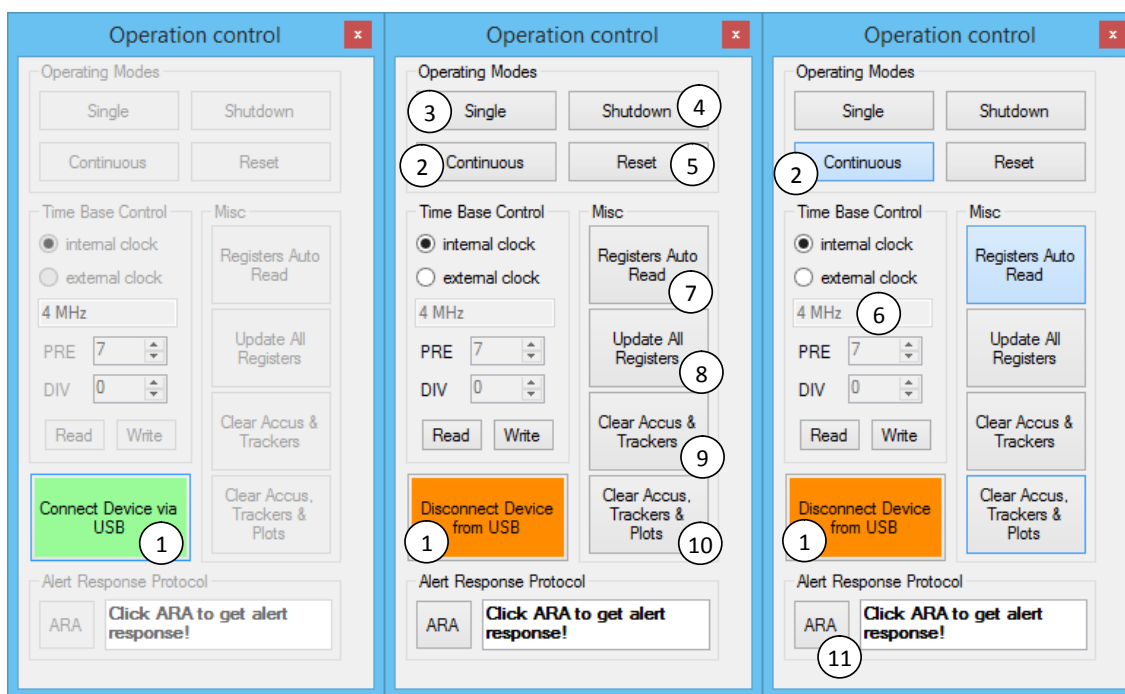 Operation control
x
Operating Modes
Single
Shutdown
Continuous
Reset
Time Base Control
internal clock
external clock
4 MHz
PRE
7
DIV
0
Read
Write
Misc
Registers Auto
Read
Update All
Registers
Clear Accus &
Trackers
Clear Accus,
Trackers &
Plots
Connect Device via
USB
1
Alert Response Protocol
ARA
Click ARA to get alert
response!
Operation control
x
Operating Modes
3
Single
Shutdown
4
2
Continuous
Reset
5
Time Base Control
internal clock
external clock
4 MHz
PRE
7
DIV
0
Read
Write
Misc
Registers Auto
Read
7
Update All
Registers
8
Clear Accus &
Trackers
9
Clear Accus,
Trackers &
Plots
10
Disconnect Device
from USB
1
Alert Response Protocol
ARA
Click ARA to get alert
response!
Operation control
x
Operating Modes
Single
Shutdown
2
Continuous
Reset
Time Base Control
internal clock
external clock
4 MHz
6
PRE
7
DIV
0
Read
Write
Misc
Registers Auto
Read
Update All
Registers
Clear Accus &
Trackers
Clear Accus,
Trackers &
Plots
Disconnect Device
from USB
1
Alert Response Protocol
ARA
11
Click ARA to get alert
response!